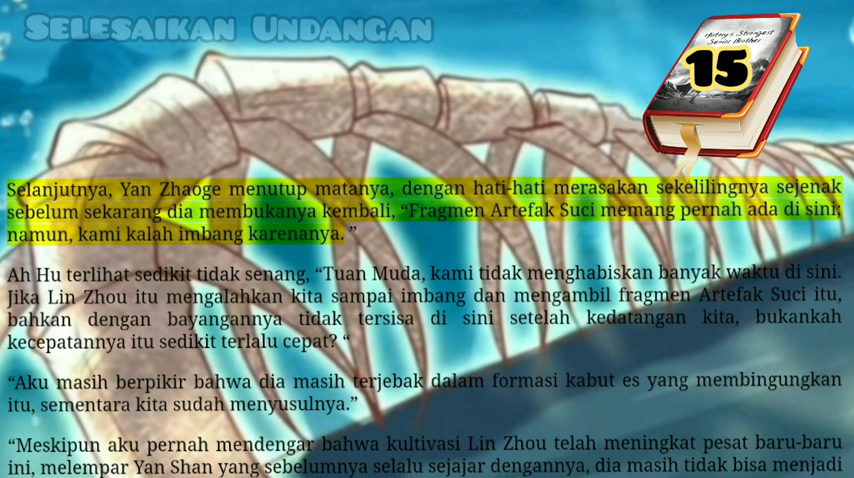 Selesaikan Undangan
History's Strongest
Senior Brother
15
Selanjutnya, Yan Zhaoge menutup matanya, dengan hati-hati merasakan sekelilingnya sejenak
sebelum sekarang dia membukanya kembali, “Fragmen Artefak Suci memang pernah ada di sini;
namun, kami kalah imbang karenanya. ”
Ah Hu terlihat sedikit tidak senang, “Tuan Muda, kami tidak menghabiskan banyak waktu di sini.
Jika Lin Zhou itu mengalahkan kita sampai imbang dan mengambil fragmen Artefak Suci itu,
bahkan dengan bayangannya tidak tersisa di sini setelah kedatangan kita, bukankah
kecepatannya itu sedikit terlalu cepat? “
“Aku masih berpikir bahwa dia masih terjebak dalam formasi kabut es yang membingungkan
itu, sementara kita sudah menyusulnya.”
“Meskipun aku pernah mendengar bahwa kultivasi Lin Zhou telah meningkat pesat baru-baru
ini, melempar Yan Shan yang sebelumnya selalu sejajar dengannya, dia masih tidak bisa menjadi